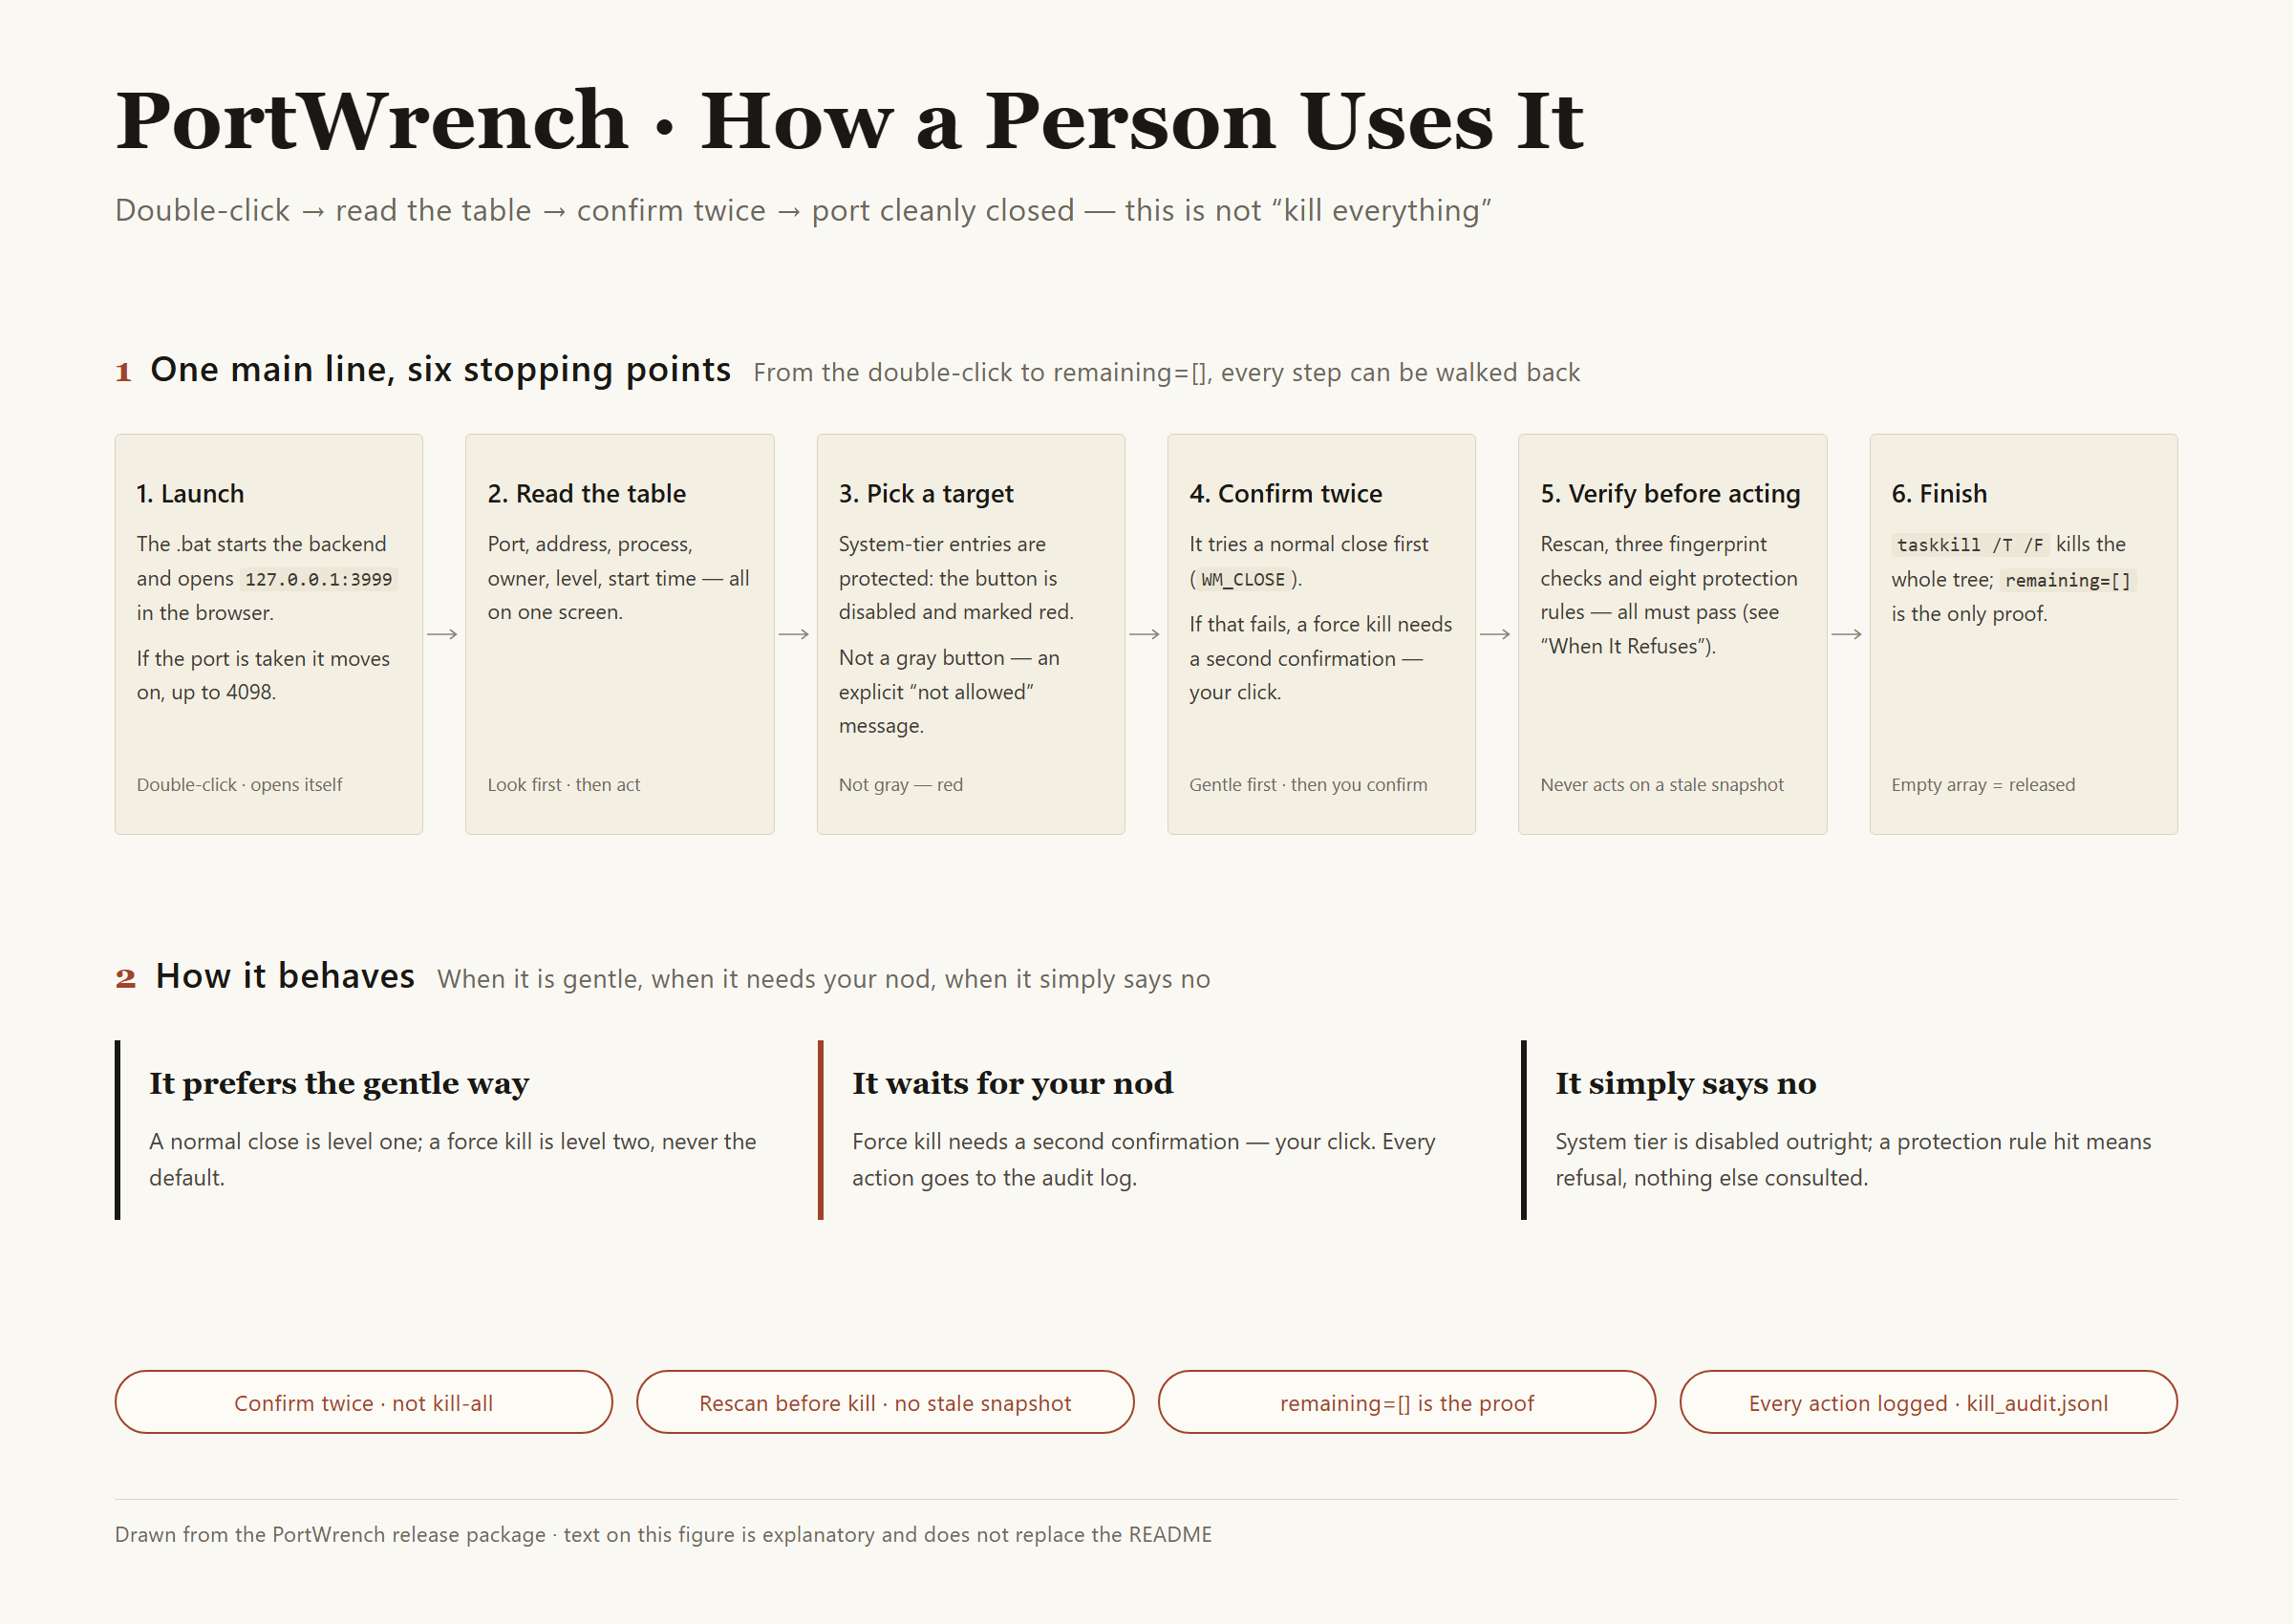 PortWrench · How a Person Uses It
Double-click → read the table → confirm twice → port cleanly closed — this is not “kill everything”
1 One main line, six stopping points From the double-click to remaining=[], every step can be walked back
1. Launch
The .bat starts the backend
and opens 127.0.0.1:3999
in the browser.
If the port is taken it moves
on, up to 4098.
Double-click · opens itself
→
2. Read the table
Port, address, process,
owner, level, start time — all
on one screen.
Look first · then act
→
3. Pick a target
System-tier entries are
protected: the button is
disabled and marked red.
Not a gray button — an
explicit “not allowed”
message.
Not gray — red
→
4. Confirm twice
It tries a normal close first
( WM_CLOSE ).
If that fails, a force kill needs
a second confirmation —
your click.
Gentle first · then you confirm
→
5. Verify before acting
Rescan, three fingerprint
checks and eight protection
rules — all must pass (see
“When It Refuses”).
Never acts on a stale snapshot
→
6. Finish
taskkill /T /F kills the
whole tree; remaining=[]
is the only proof.
Empty array = released
2 How it behaves When it is gentle, when it needs your nod, when it simply says no
It prefers the gentle way
A normal close is level one; a force kill is level two, never the
default.
It waits for your nod
Force kill needs a second confirmation — your click. Every
action goes to the audit log.
It simply says no
System tier is disabled outright; a protection rule hit means
refusal, nothing else consulted.
Confirm twice · not kill-all
Rescan before kill · no stale snapshot
remaining=[] is the proof
Every action logged · kill_audit.jsonl
Drawn from the PortWrench release package · text on this figure is explanatory and does not replace the README